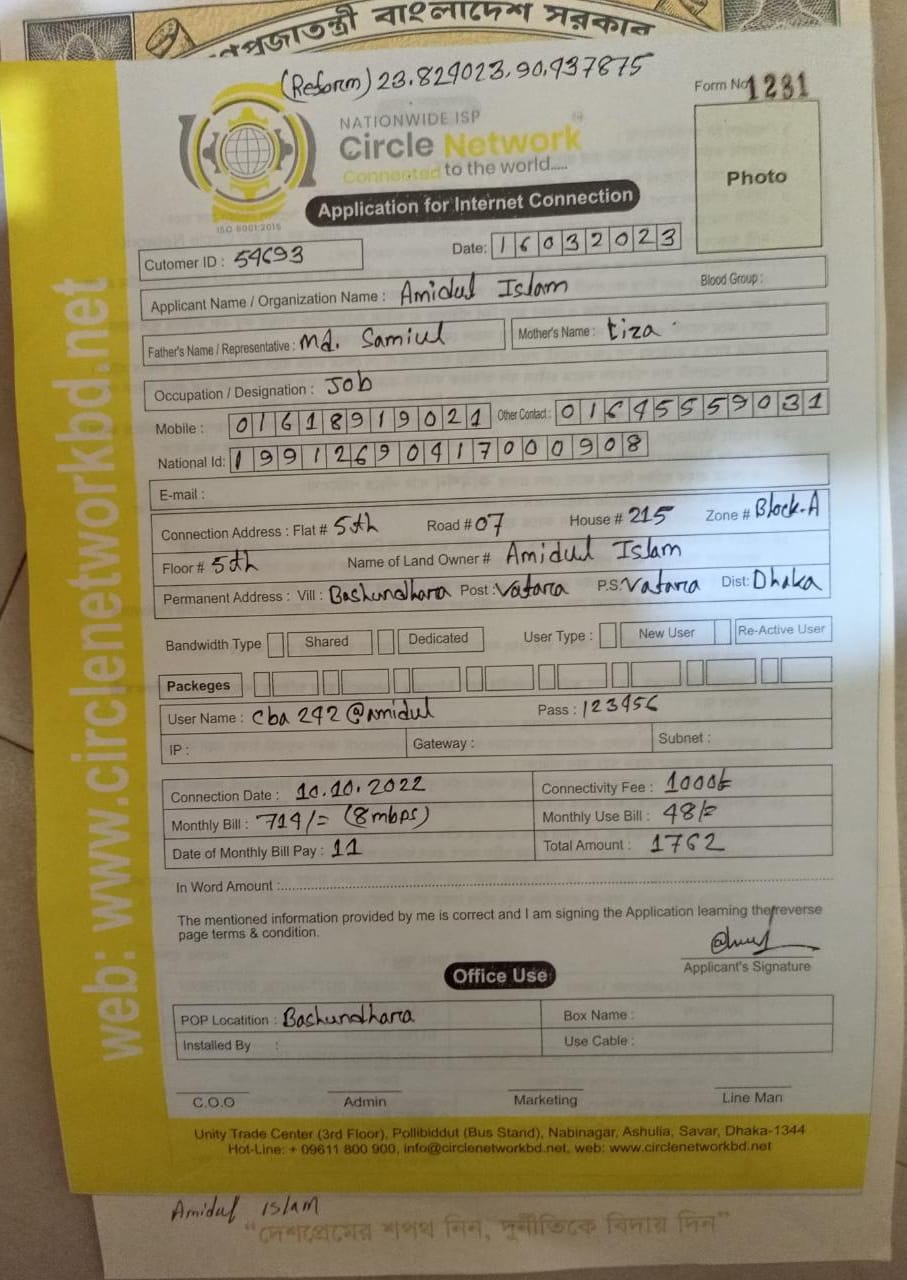 গণপ্রজাতন্ত্রী বাংলাদেশ সরকার
(Reform) 23.824023, 90.437875
Form No 1231
NATIONWIDE ISP
Circle Network
Connected to the world.....
ISO 9001:2015
Application for Internet Connection
Photo
Cutomer ID : 54693
Date: 16032023
Applicant Name / Organization Name : Amidul Islam Blood Group :
Father's Name / Representative : Md. Samiul Mother's Name : tiza
Occupation / Designation : Job
Mobile : 01618919021 Other Contact : 01645559031
National Id: 19912690417000908
E-mail :
Connection Address : Flat # 5th Road # 07 House # 215 Zone # Block-A
Floor # 5th Name of Land Owner # Amidul Islam
Permanent Address : Vill : Bashundhara Post : Vatara P.S: Vatara Dist: Dhaka
Bandwidth Type Shared Dedicated User Type : New User Re-Active User
Packeges
User Name : cba 242 @amidul Pass : 123456
IP : Gateway : Subnet :
Connection Date : 10.10.2022 Connectivity Fee : 1000/=
Monthly Bill : 714/= (8mbps) Monthly Use Bill : 48/=
Date of Monthly Bill Pay : 11 Total Amount : 1762
In Word Amount :
The mentioned information provided by me is correct and I am signing the Application leaming the reverse
page terms & condition.
Applicant's Signature
Office Use
POP Locatition : Bashundhara Box Name :
Installed By : Use Cable :
C.O.O Admin Marketing Line Man
Unity Trade Center (3rd Floor), Pollibiddut (Bus Stand), Nabinagar, Ashulia, Savar, Dhaka-1344
Hot-Line: + 09611 800 900, info@circlenetworkbd.net, web: www.circlenetworkbd.net
web: www.circlenetworkbd.net
Amidul Islam
"দেশপ্রেমের শপথ নিন, দুর্নীতিকে বিদায় দিন"